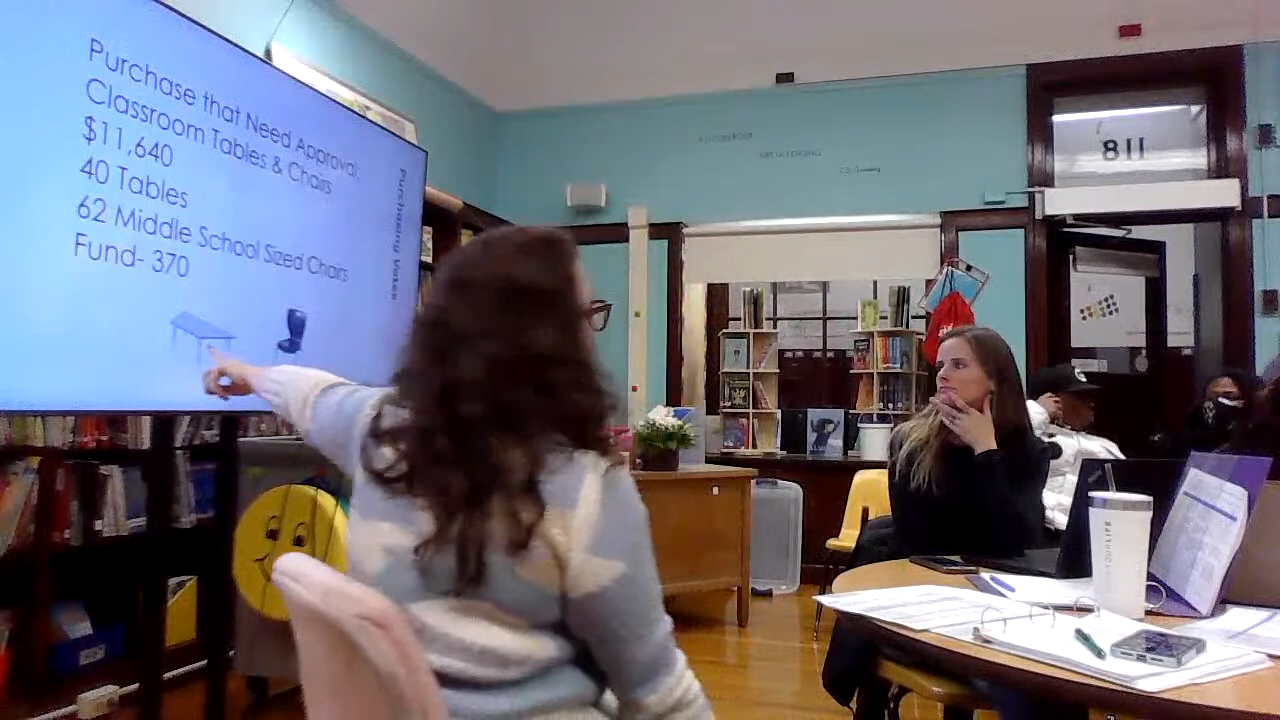 Purchase that Need Approval:
Classroom Tables & Chairs
$11,640
40 Tables
62 Middle School Sized Chairs
Fund- 370
Purchasing Votes
811